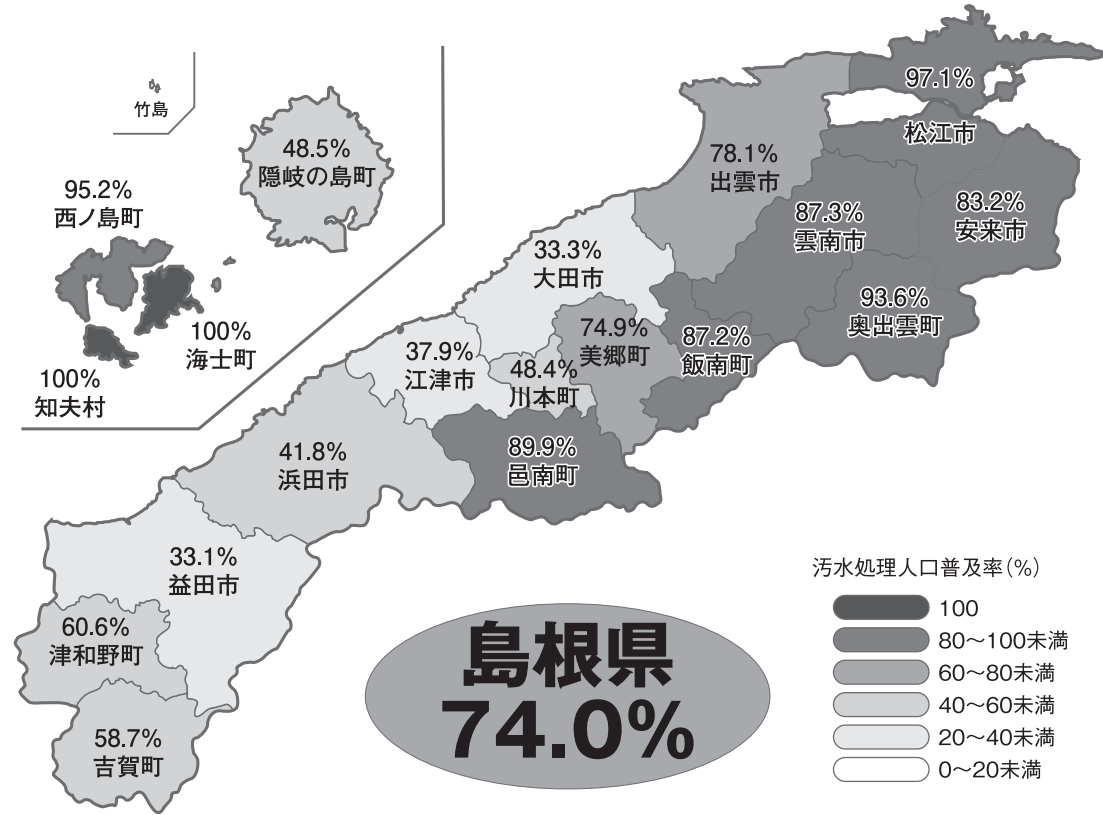 竹島
48.5%
隠岐の島町
95.2%
西ノ島町
100%
海士町
100%
知夫村
97.1%
松江市
78.1%
出雲市
87.3%
雲南市
83.2%
安来市
93.6%
奥出雲町
33.3%
大田市
74.9%
美郷町
87.2%
飯南町
37.9%
江津市
48.4%
川本町
41.8%
浜田市
89.9%
邑南町
33.1%
益田市
60.6%
津和野町
58.7%
吉賀町
島根県
74.0%
汚水処理人口普及率(%)
100
80〜100未満
60〜80未満
40〜60未満
20〜40未満
0〜20未満